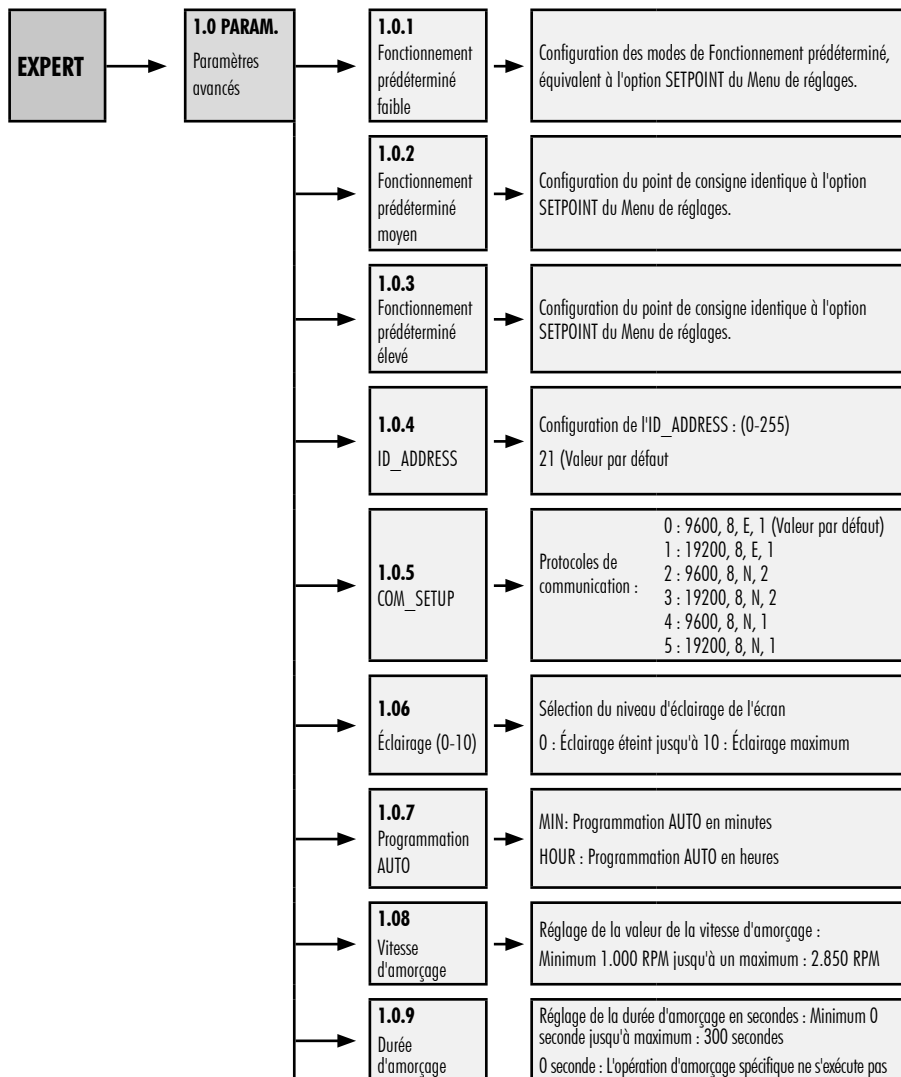 EXPERT
1.0 PARAM.
Paramètres
avancés
1.0.1
Fonctionnement
prédéterminé
faible
Configuration des modes de Fonctionnement prédéterminé,
équivalent à l'option SETPOINT du Menu de réglages.
1.0.2
Fonctionnement
prédéterminé
moyen
Configuration du point de consigne identique à l'option
SETPOINT du Menu de réglages.
1.0.3
Fonctionnement
prédéterminé
élevé
Configuration du point de consigne identique à l'option
SETPOINT du Menu de réglages.
1.0.4
ID_ADDRESS
Configuration de l'ID_ADDRESS : (0-255)
21 (Valeur par défaut
1.0.5
COM_SETUP
Protocoles de
communication :
0 : 9600, 8, E, 1 (Valeur par défaut)
1 : 19200, 8, E, 1
2 : 9600, 8, N, 2
3 : 19200, 8, N, 2
4 : 9600, 8, N, 1
5 : 19200, 8, N, 1
1.06
Éclairage (0-10)
Sélection du niveau d'éclairage de l'écran
0 : Éclairage éteint jusqu'à 10 : Éclairage maximum
1.0.7
Programmation
AUTO
MIN: Programmation AUTO en minutes
HOUR : Programmation AUTO en heures
1.08
Vitesse
d'amorçage
Réglage de la valeur de la vitesse d'amorçage :
Minimum 1.000 RPM jusqu'à un maximum : 2.850 RPM
1.0.9
Durée
d'amorçage
Réglage de la durée d'amorçage en secondes : Minimum 0
seconde jusqu'à maximum : 300 secondes
0 seconde : L'opération d'amorçage spécifique ne s'exécute pas